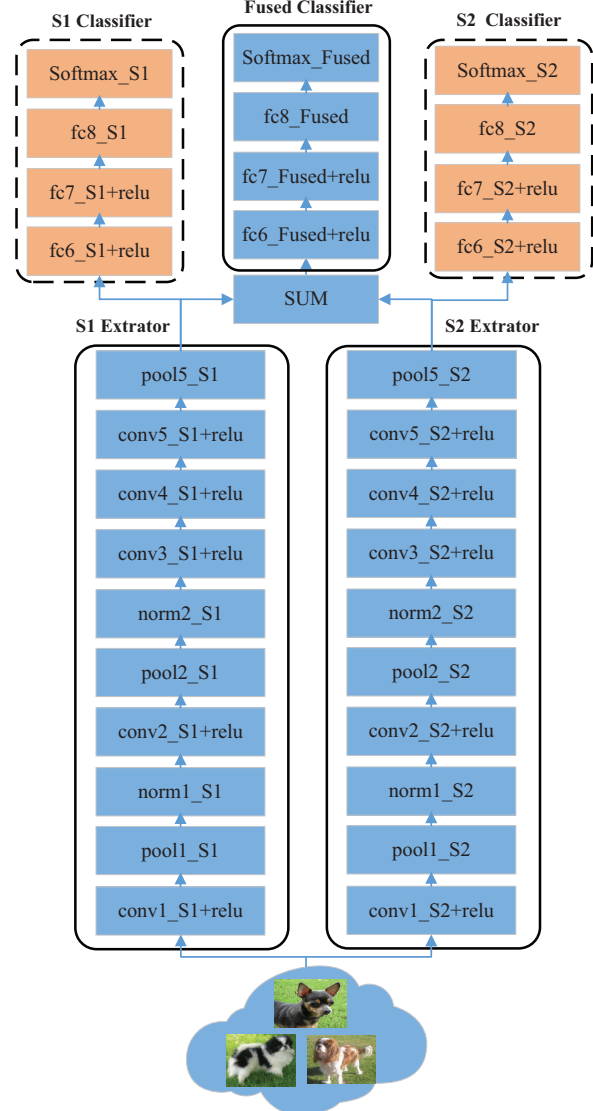 S1 Classifier
Fused Classifier
S2 Classifier
Softmax_S1
fc8_S1
fc7_S1+relu
fc6_S1+relu
Softmax_Fused
fc8_Fused
fc7_Fused+relu
fc6_Fused+relu
Softmax_S2
fc8_S2
fc7_S2+relu
fc6_S2+relu
SUM
S1 Extrator
pool5_S1
conv5_S1+relu
conv4_S1+relu
conv3_S1+relu
norm2_S1
pool2_S1
conv2_S1+relu
norm1_S1
pool1_S1
conv1_S1+relu
S2 Extrator
pool5_S2
conv5_S2+relu
conv4_S2+relu
conv3_S2+relu
norm2_S2
pool2_S2
conv2_S2+relu
norm1_S2
pool1_S2
conv1_S2+relu